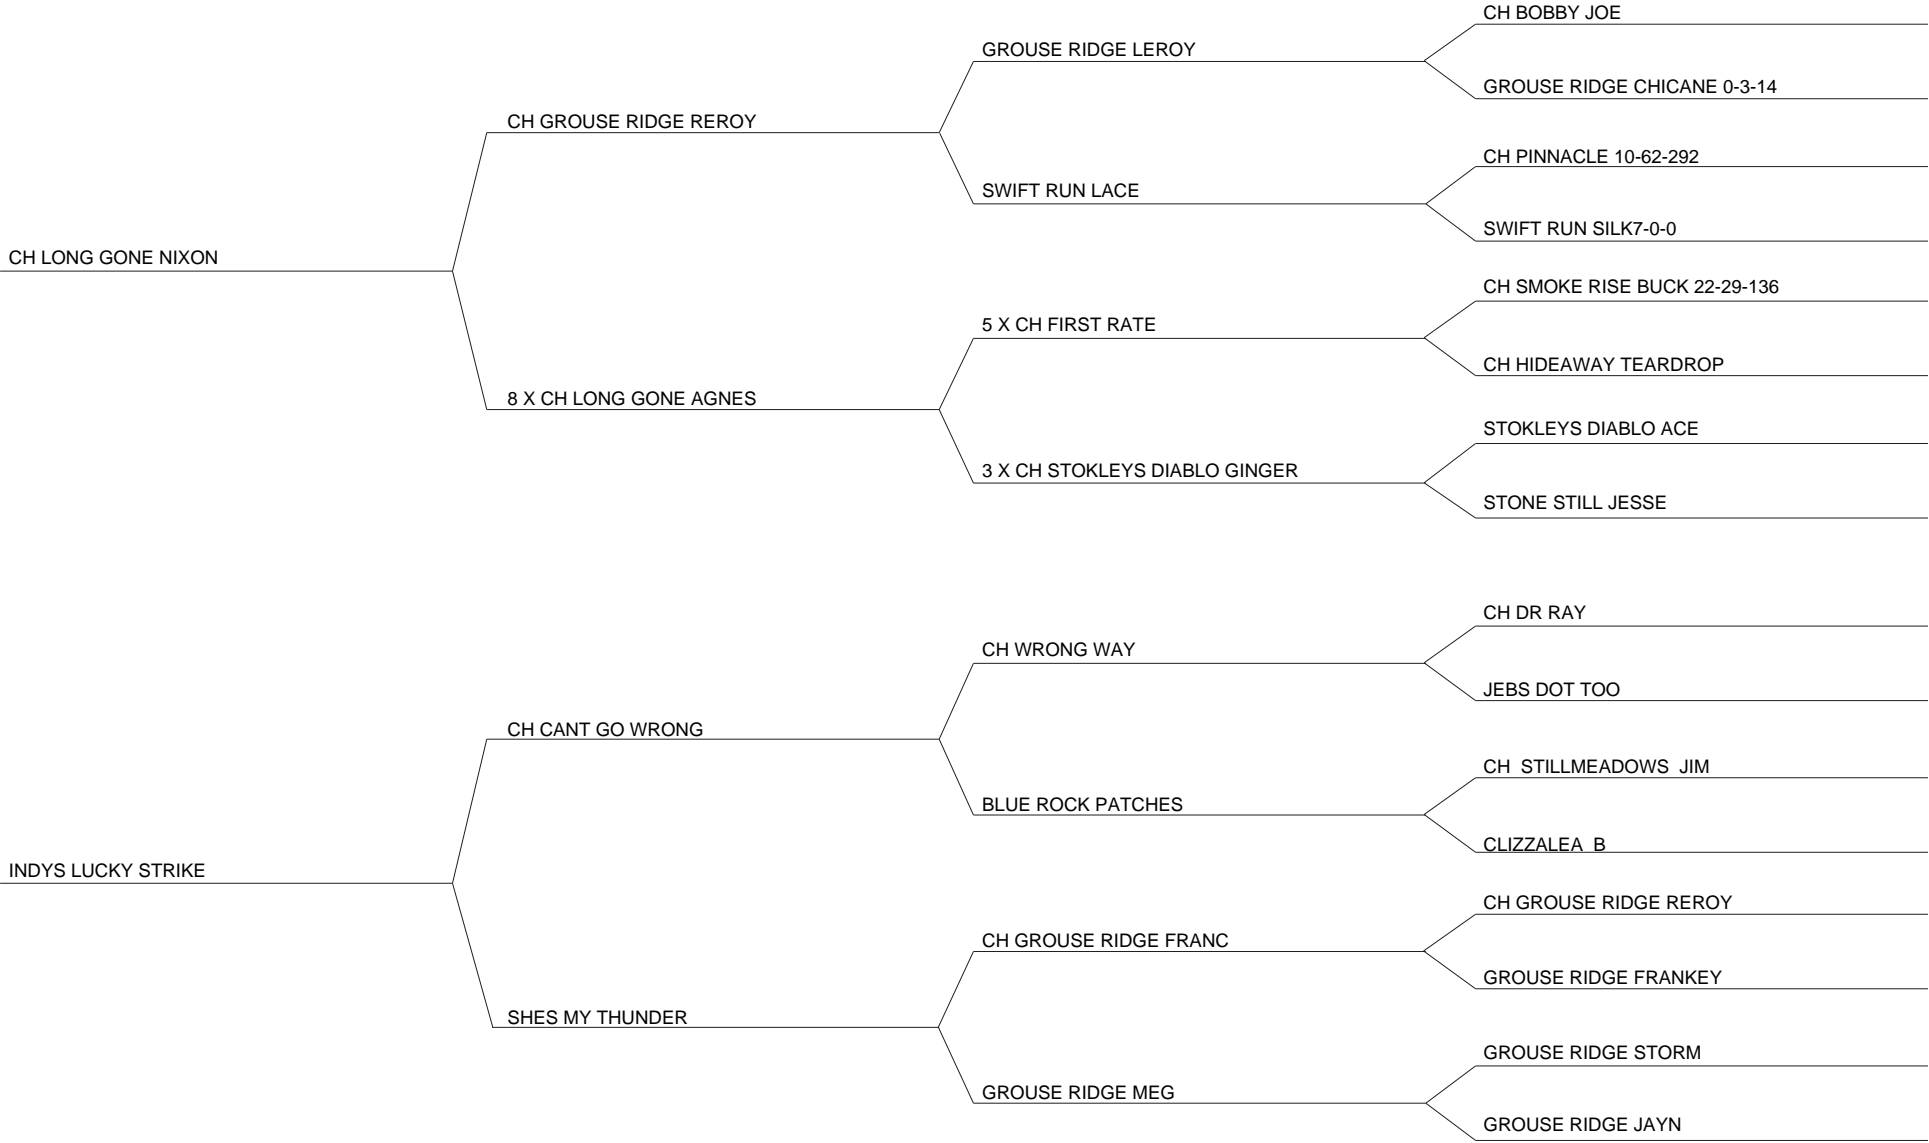 CH BOBBY JOE
GROUSE RIDGE LEROY
GROUSE RIDGE CHICANE 0-3-14
CH GROUSE RIDGE REROY
CH PINNACLE 10-62-292
SWIFT RUN LACE
SWIFT RUN SILK7-0-0
CH LONG GONE NIXON
CH SMOKE RISE BUCK 22-29-136
5 X CH FIRST RATE
CH HIDEAWAY TEARDROP
8 X CH LONG GONE AGNES
STOKLEYS DIABLO ACE
3 X CH STOKLEYS DIABLO GINGER
STONE STILL JESSE
CH DR RAY
CH WRONG WAY
JEBS DOT TOO
CH CANT GO WRONG
CH  STILLMEADOWS  JIM
BLUE ROCK PATCHES
CLIZZALEA  B
INDYS LUCKY STRIKE
CH GROUSE RIDGE REROY
CH GROUSE RIDGE FRANC
GROUSE RIDGE FRANKEY
SHES MY THUNDER
GROUSE RIDGE STORM
GROUSE RIDGE MEG
GROUSE RIDGE JAYN